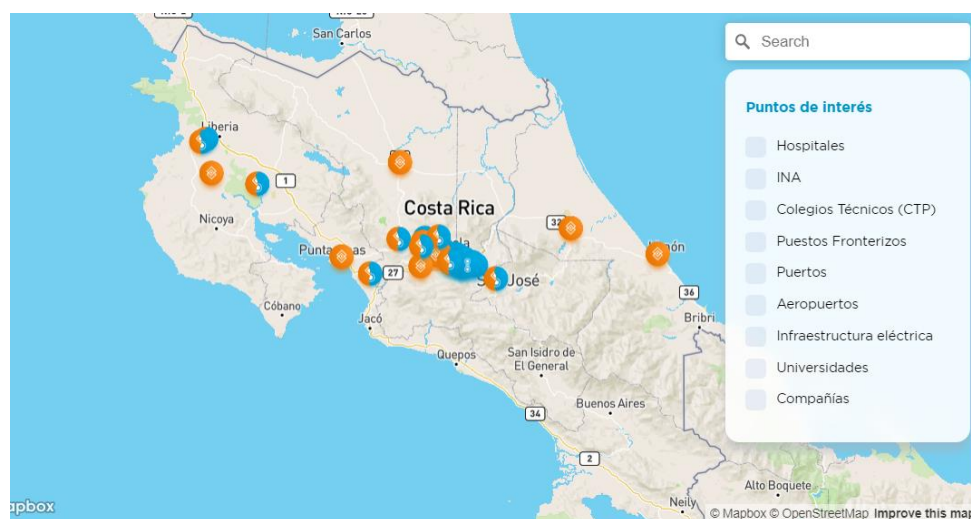 San Carlos
Search
Puntos de interés
Hospitales
INA
Colegios Técnicos (CTP)
Puestos Fronterizos
Puertos
Aeropuertos
Infraestructura eléctrica
Universidades
Compañías
Liberia
1
Nicoya
Costa Rica
32
27
José
Cóbano
Jacó
36
Bribri
Quepos
San Isidro de
El General
Buenos Aires
34
2
Alto Boquete
Neily
© Mapbox © OpenStreetMap Improve this map